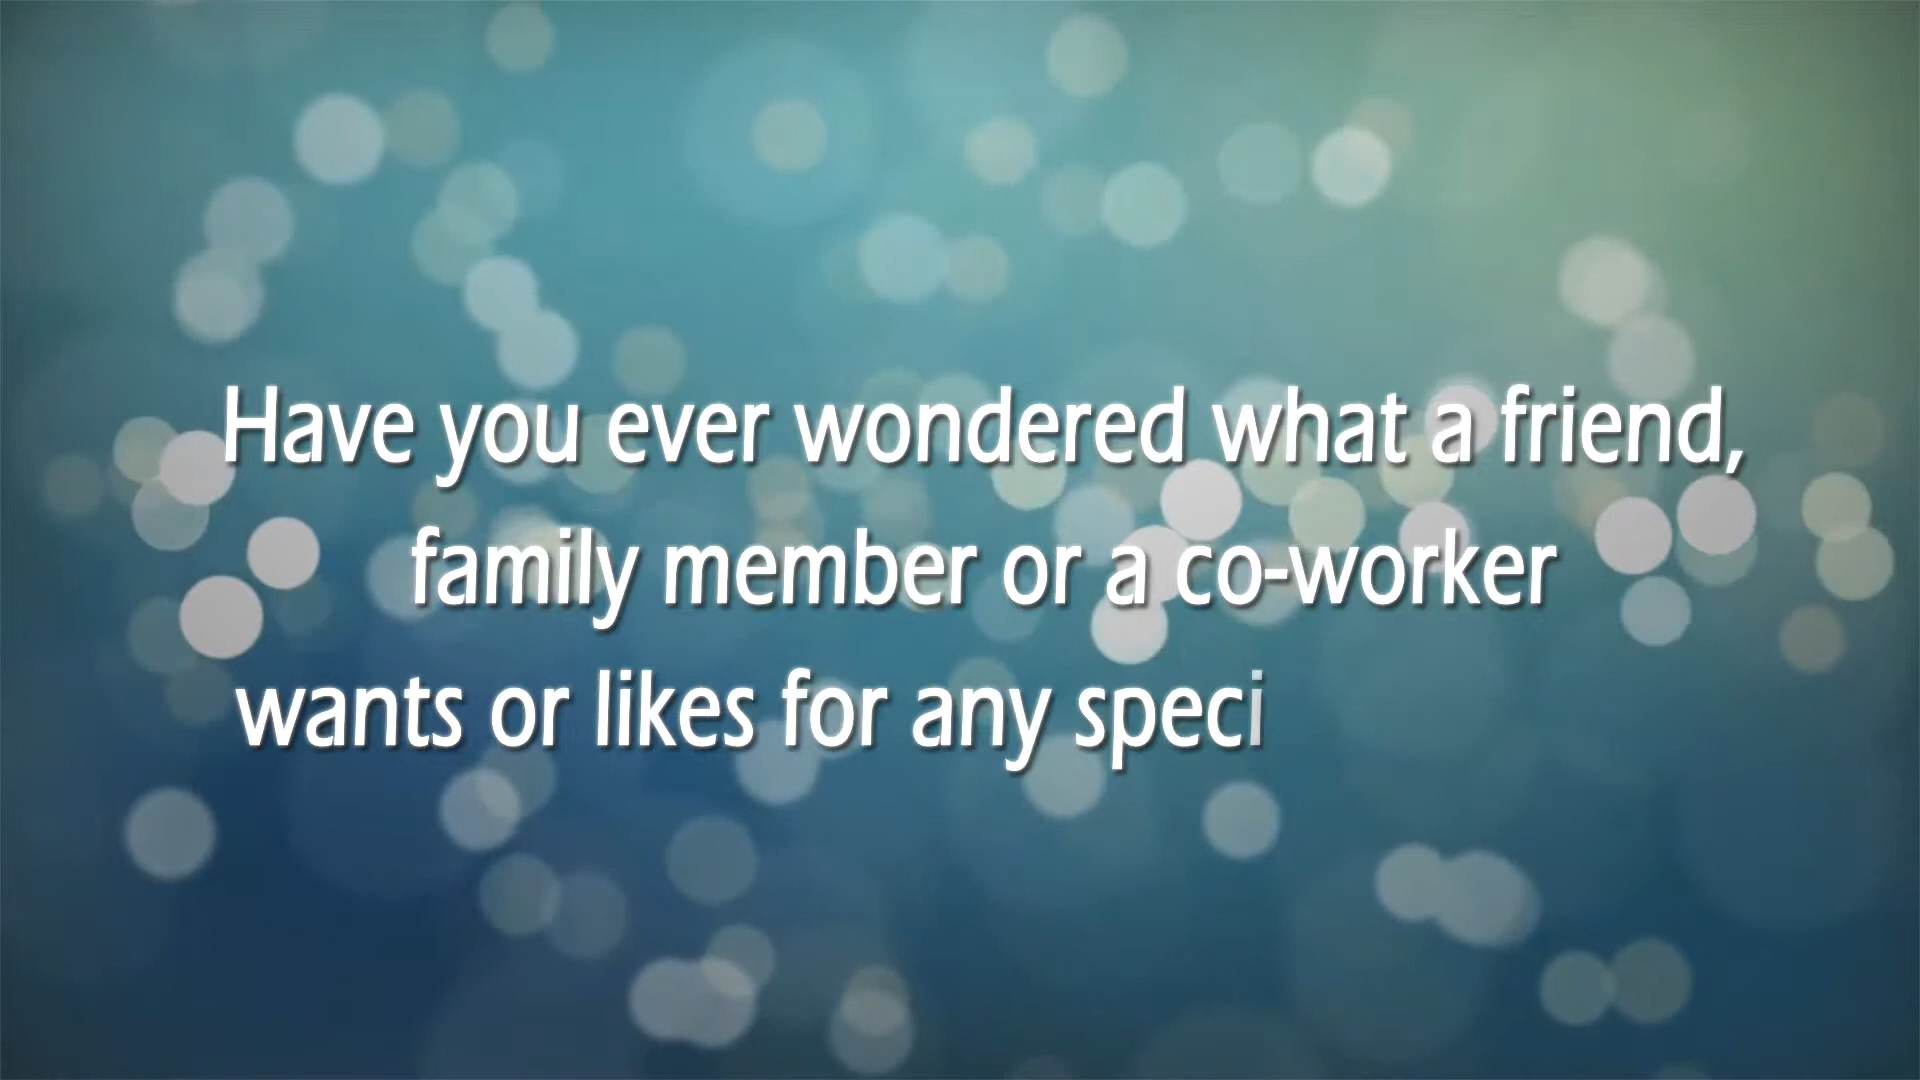 Have you ever wondered what a friend,
family member or a co-worker
wants or likes for any speci